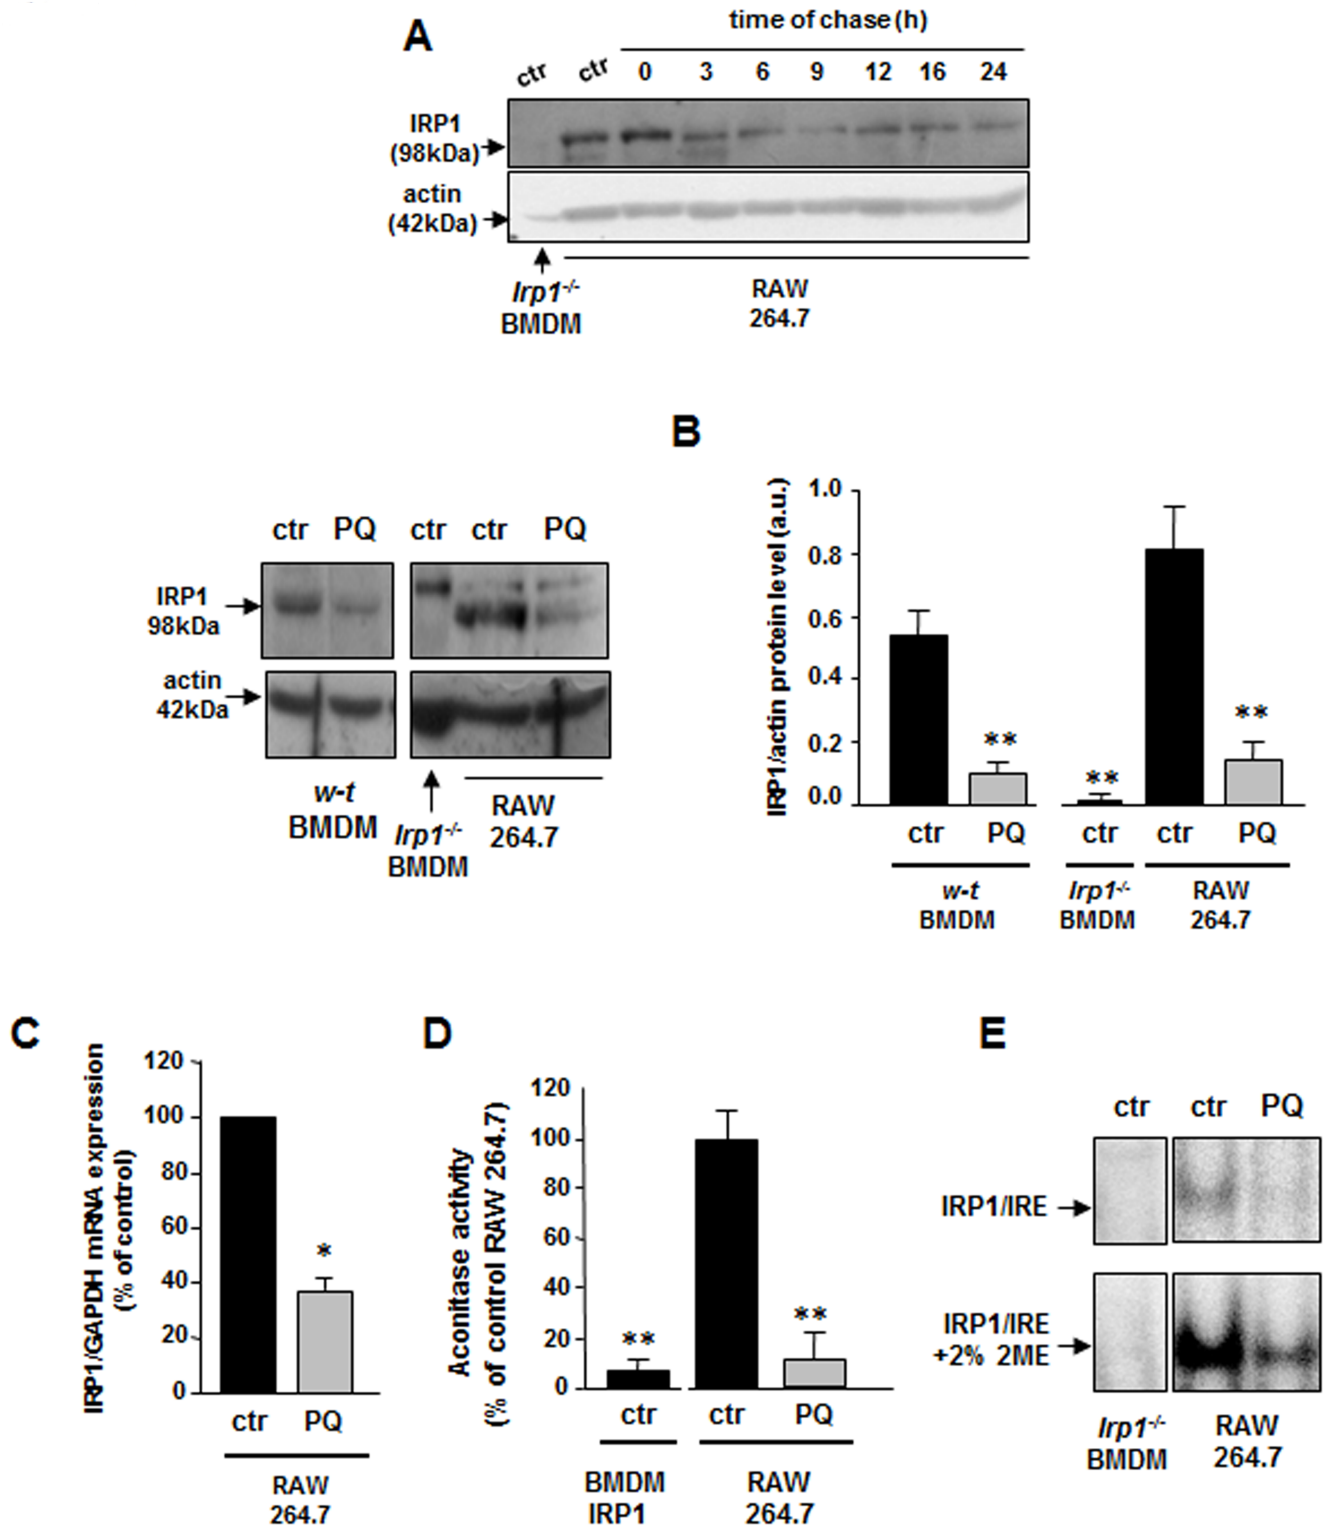 A
time of chase (h)
ctr ctr 0 3 6 9 12 16 24
IRP1
(98kDa)
actin
(42kDa)
Irp1-/-
BMDM
RAW
264.7
B
ctr PQ ctr ctr PQ
IRP1
98kDa
actin
42kDa
w-t
BMDM
Irp1-/-
BMDM
RAW
264.7
IRP1/actin protein level (a.u.)
1.0
0.8
0.6
0.4
0.2
0.0
**
**
**
ctr PQ ctr ctr PQ
w-t
BMDM
Irp1-/-
BMDM
RAW
264.7
C
IRP1/GAPDH mRNA expression
(% of control)
120
100
80
60
40
20
0
*
ctr PQ
RAW
264.7
D
Aconitase activity
(% of control RAW 264.7)
120
100
80
60
40
20
0
**
**
ctr ctr PQ
BMDM
IRP1
RAW
264.7
E
ctr ctr PQ
IRP1/IRE
IRP1/IRE
+2% 2ME
Irp1-/-
BMDM
RAW
264.7